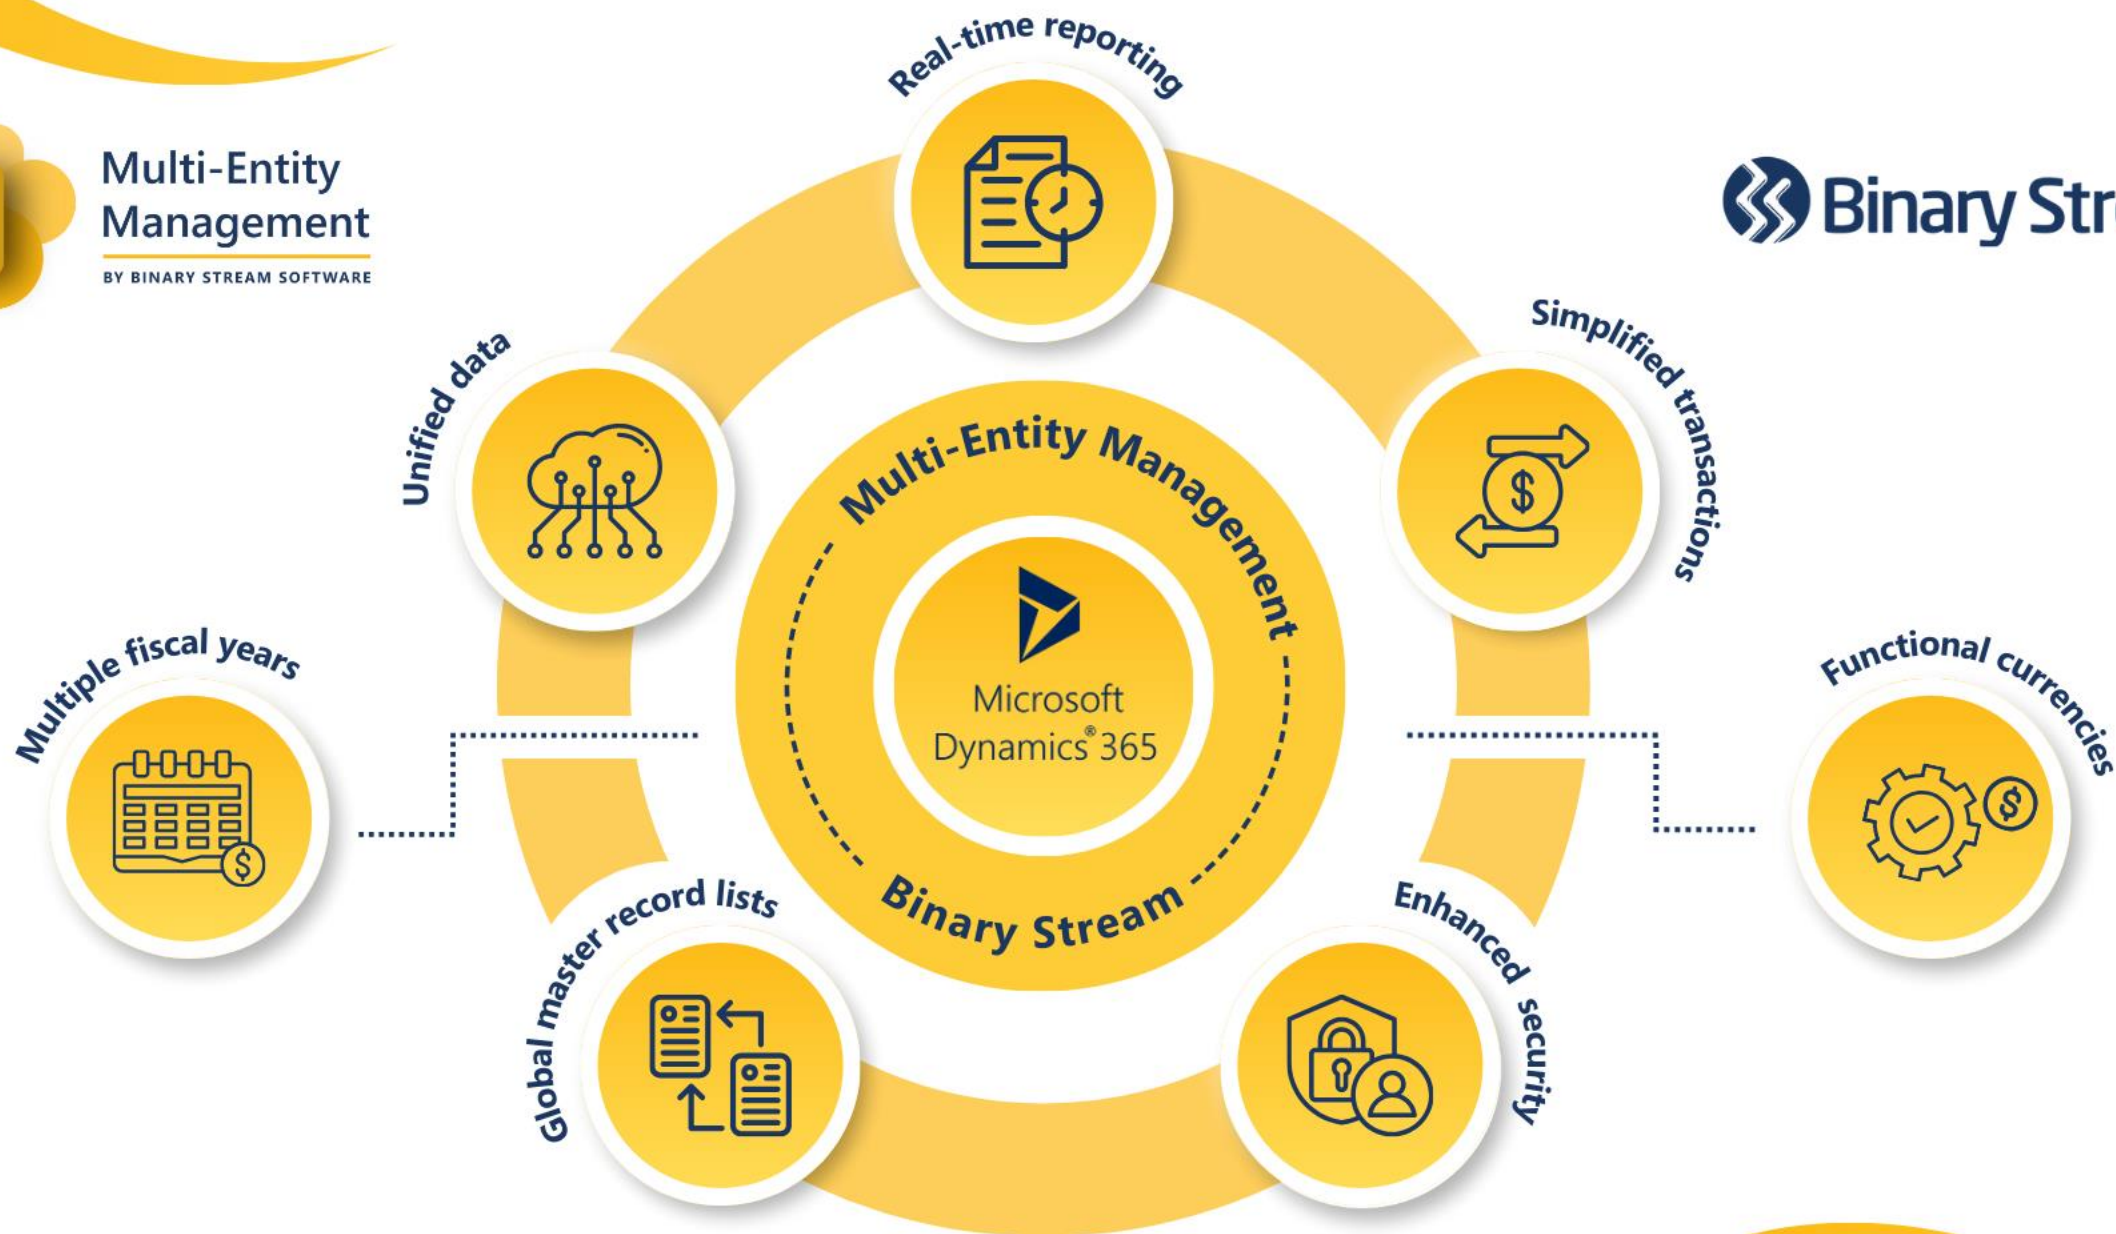 Real-time reporting
Multi-Entity
Management
BY BINARY STREAM SOFTWARE
Binary
Unified data
Simplified transactions
Multi-Entity Management
Microsoft
Dynamics® 365
Binary Stream
Multiple fiscal years
Functional currencies
Global master record lists
Enhanced security
$
$
$